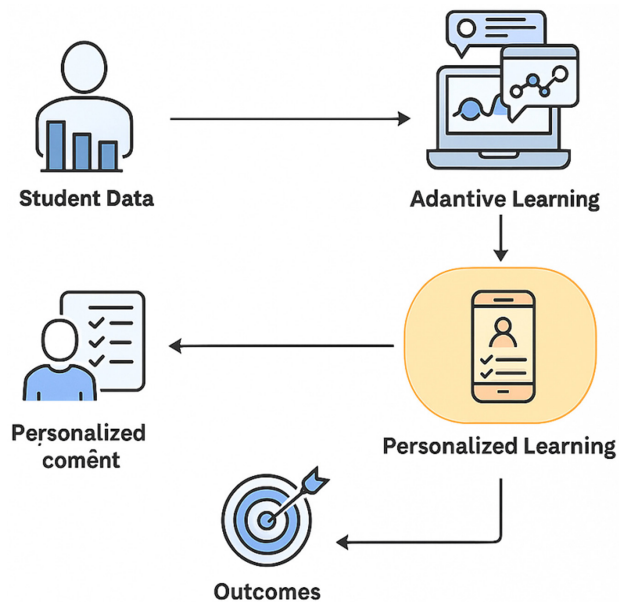 Student Data
Adantive Learning
Personalized
comênt
Personalized Learning
Outcomes